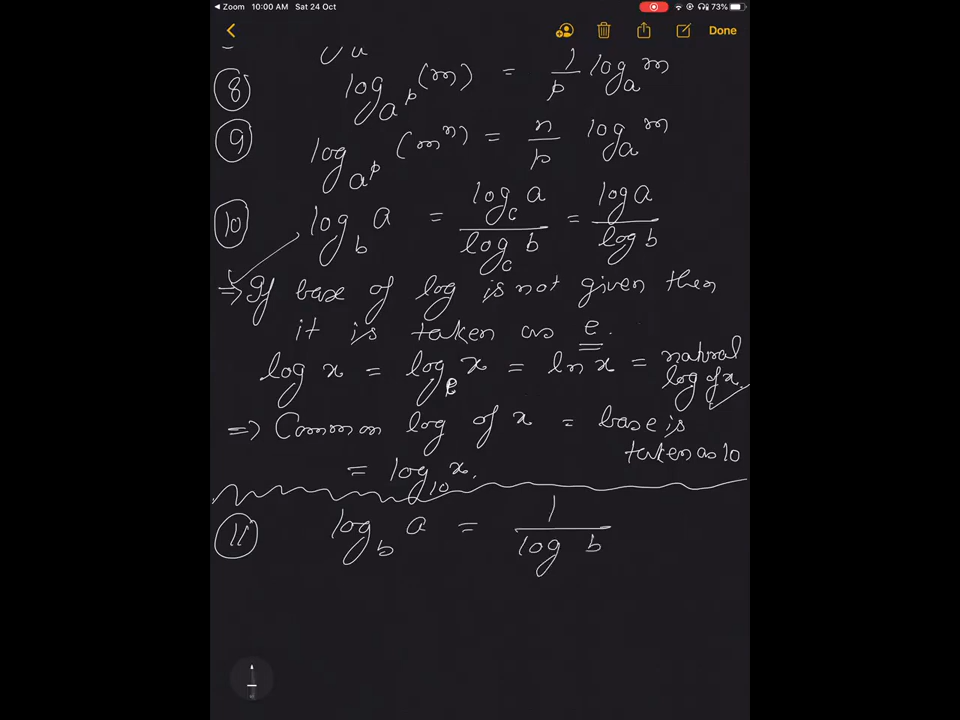 Zoom 10:00 AM Sat 24 Oct 73%
Done
8 log_{a^p} (m) = 1/p log_a m
9 log_{a^p} (m^n) = n/p log_a m
10 log_b a = log_c a / log_c b = log a / log b
⇒ If base of log is not given then
it is taken as e.
log x = log_e x = ln x = natural
log of x.
⇒ Common log of x = base is
taken as 10
= log_10 x.
11 log_b a = 1 / log b